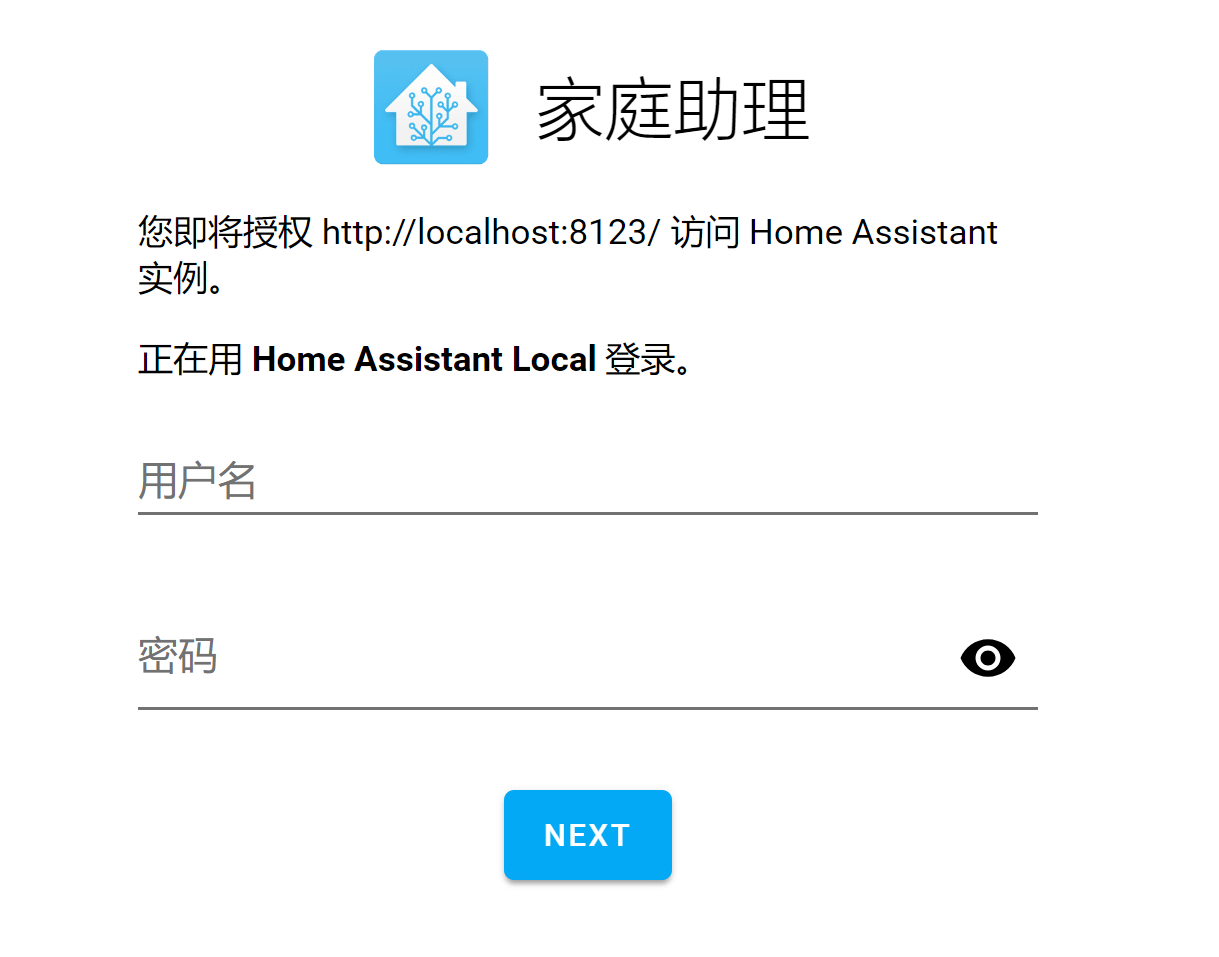 家庭助理
您即将授权 http://localhost:8123/ 访问 Home Assistant
实例。
正在用 Home Assistant Local 登录。
用户名
密码
NEXT